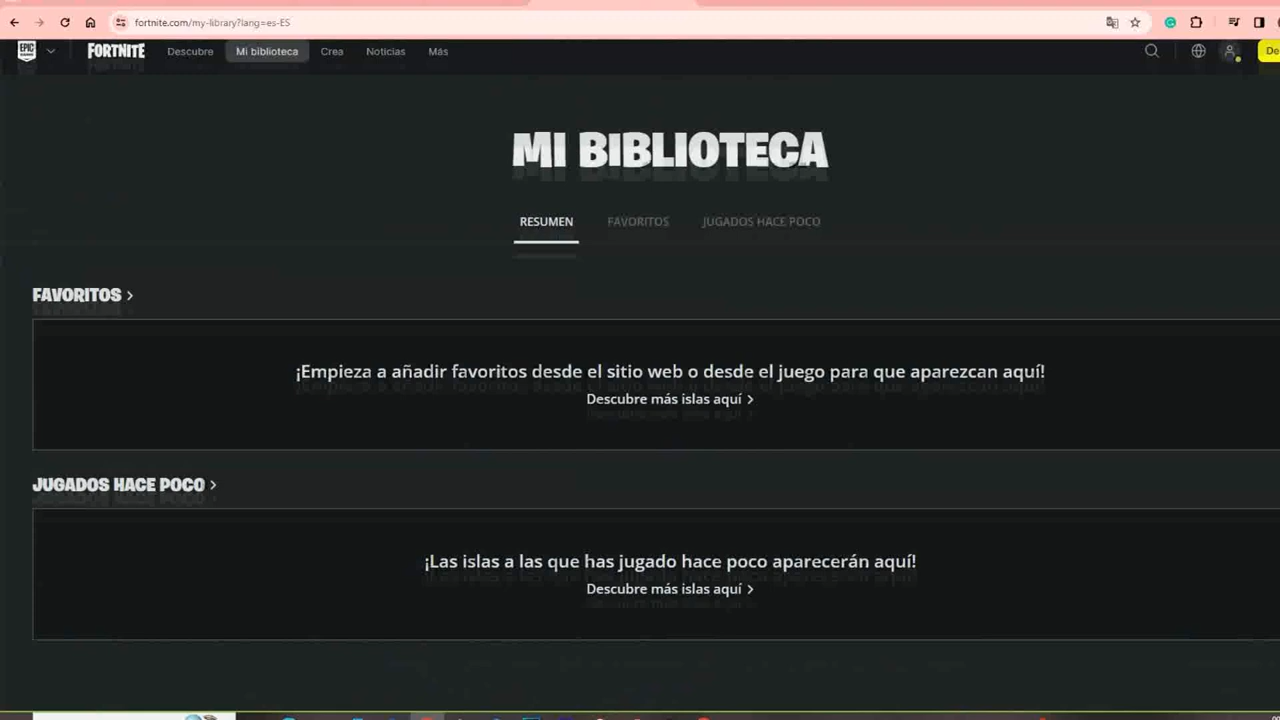 fortnite.com/my-library?lang=es-ES
EPIC GAMES FORTNITE Descubre Mi biblioteca Crea Noticias Más De
MI BIBLIOTECA
RESUMEN FAVORITOS JUGADOS HACE POCO
FAVORITOS >
¡Empieza a añadir favoritos desde el sitio web o desde el juego para que aparezcan aquí!
Descubre más islas aquí >
JUGADOS HACE POCO >
¡Las islas a las que has jugado hace poco aparecerán aquí!
Descubre más islas aquí >